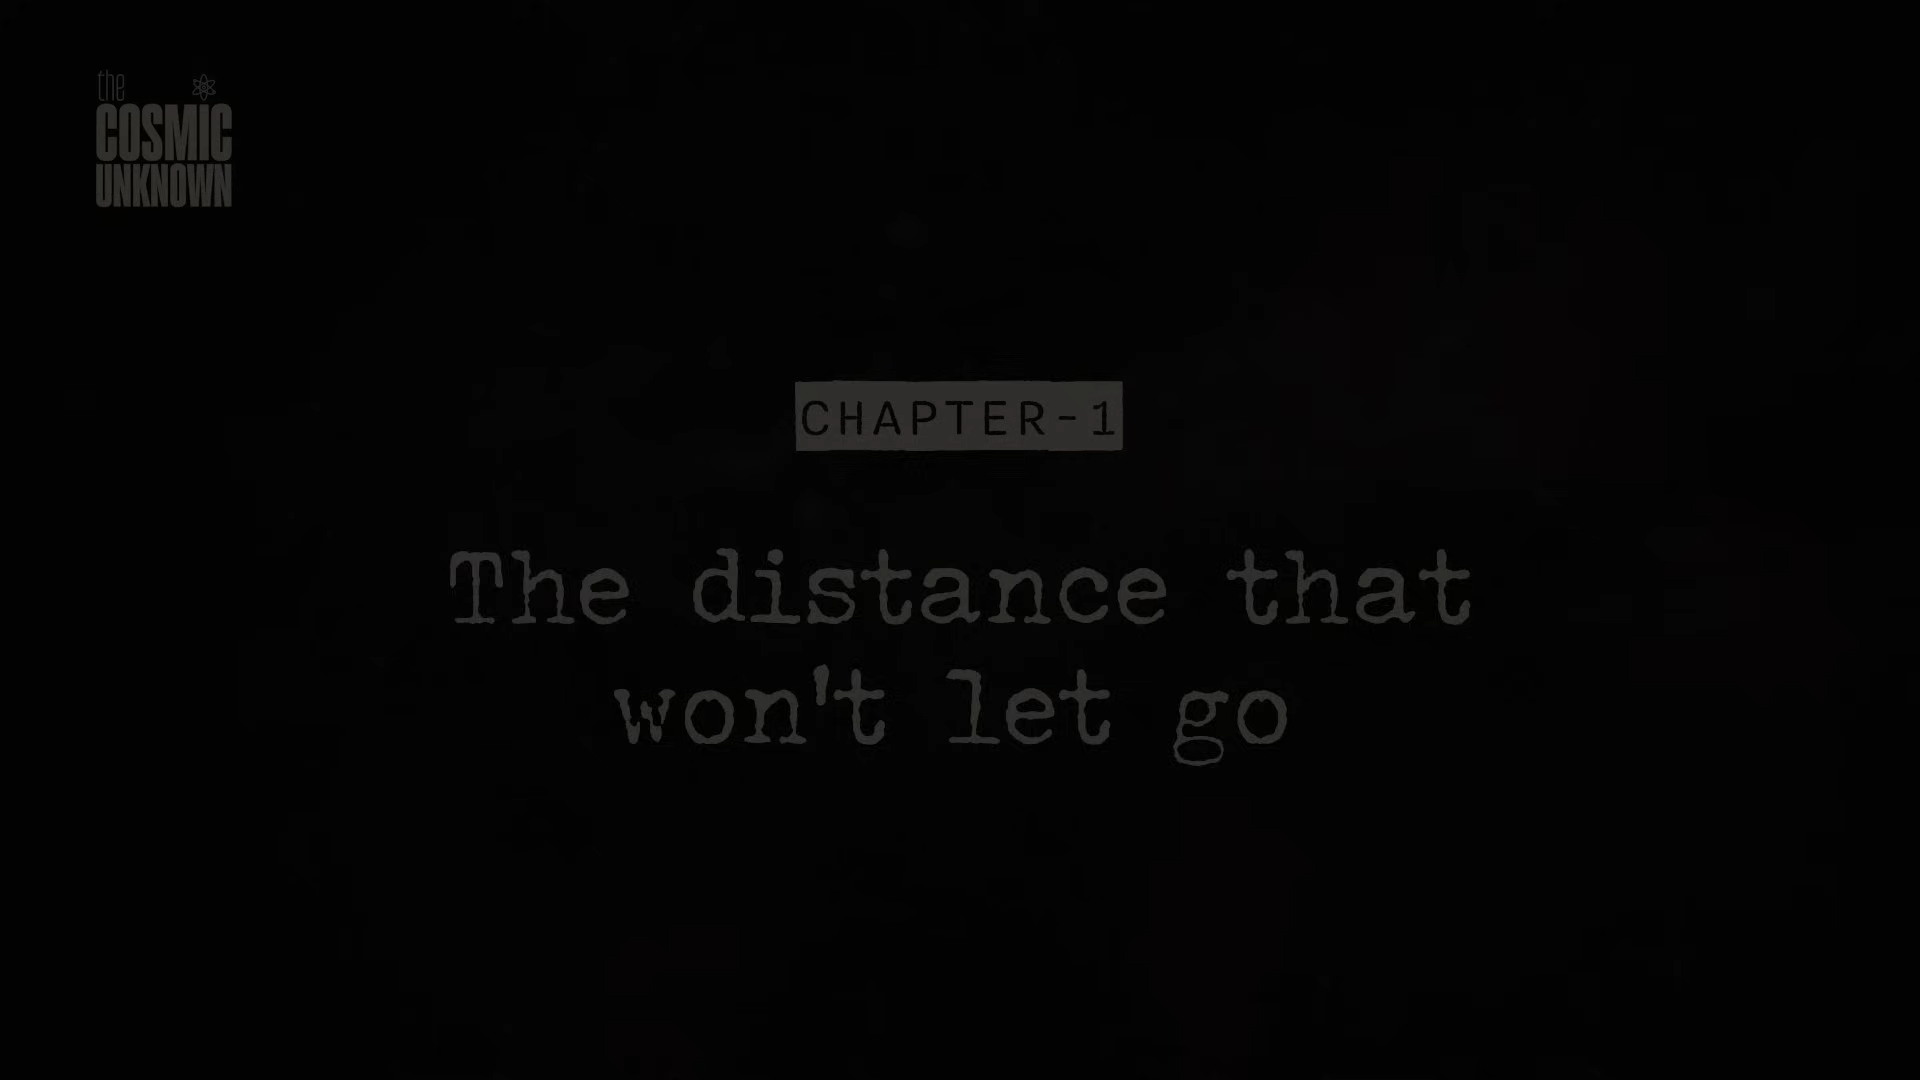 the
COSMIC
UNKNOWN
CHAPTER-1
The distance that
won't let go